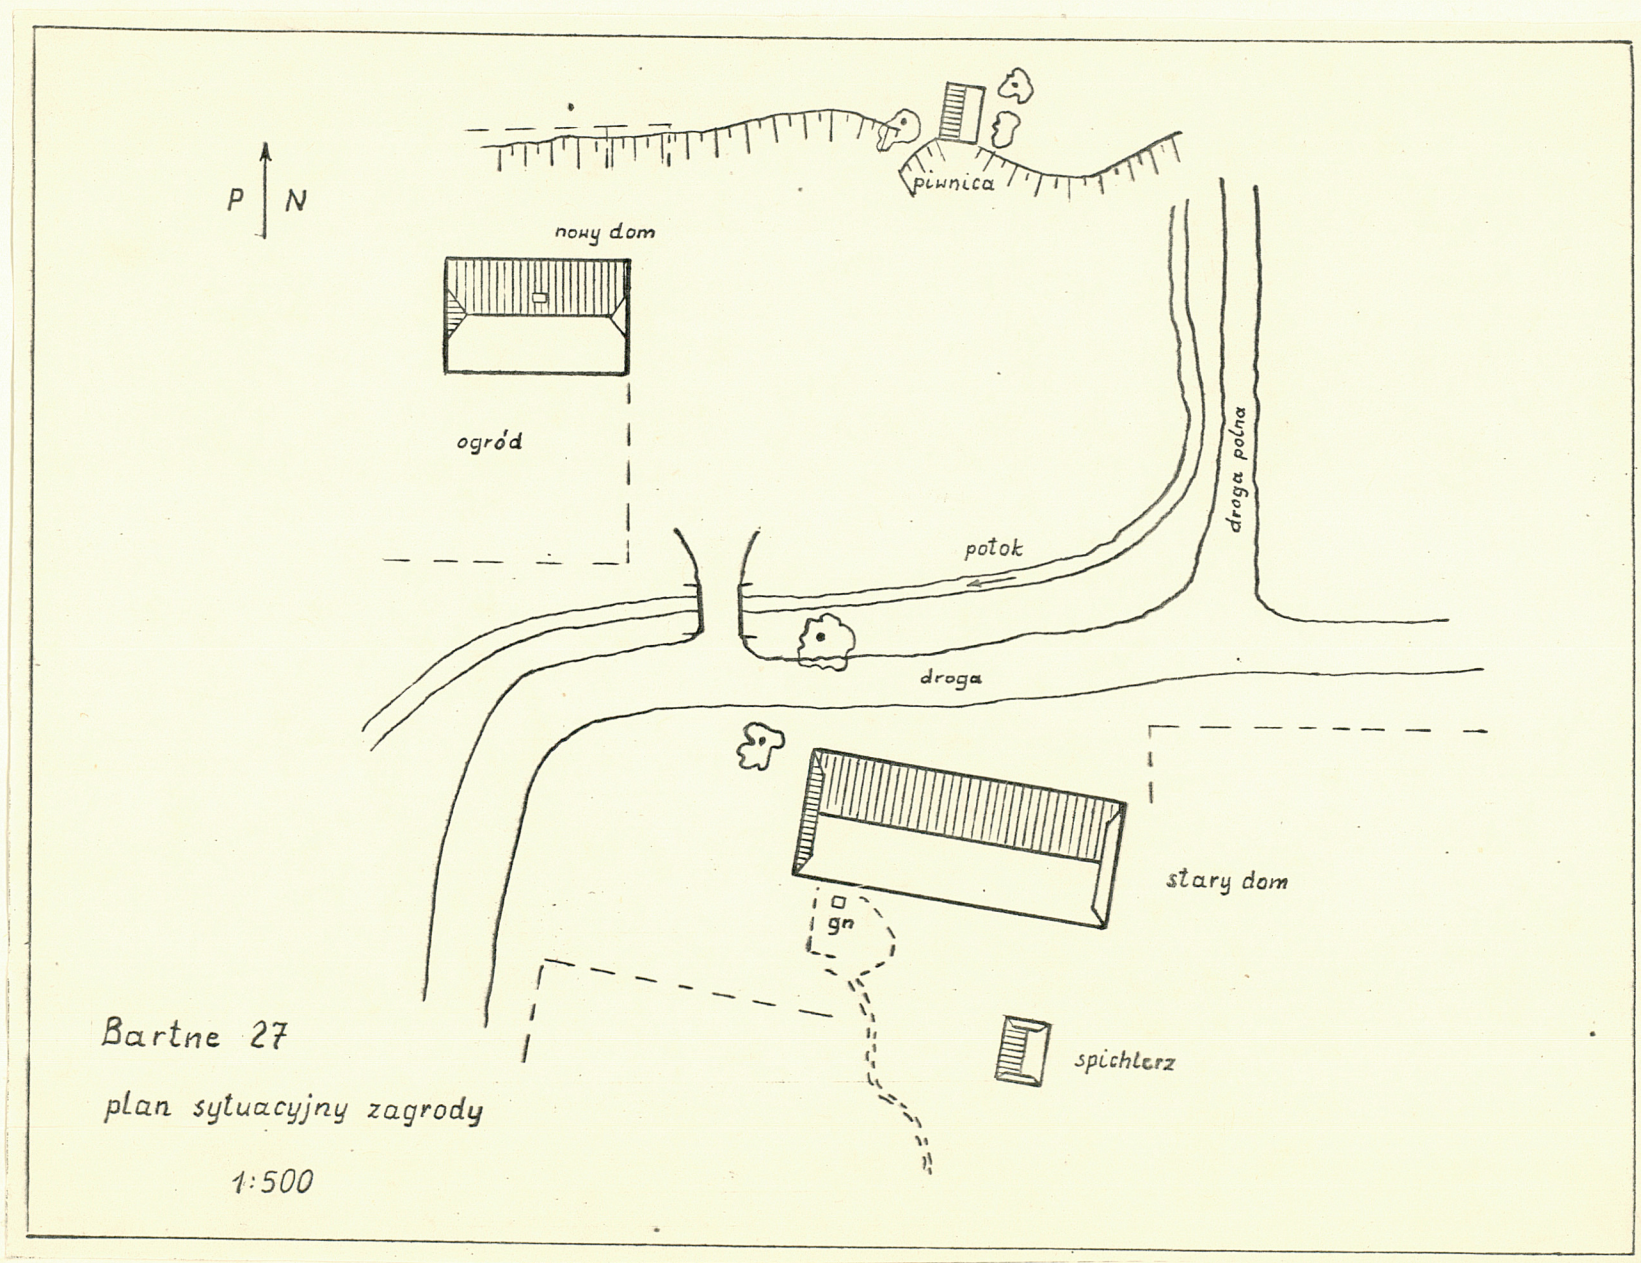 piwnica
P N
nowy dom
ogród
droga polna
potok
droga
stary dom
gn
Bartne 27
spichlerz
plan sytuacyjny zagrody
1:500